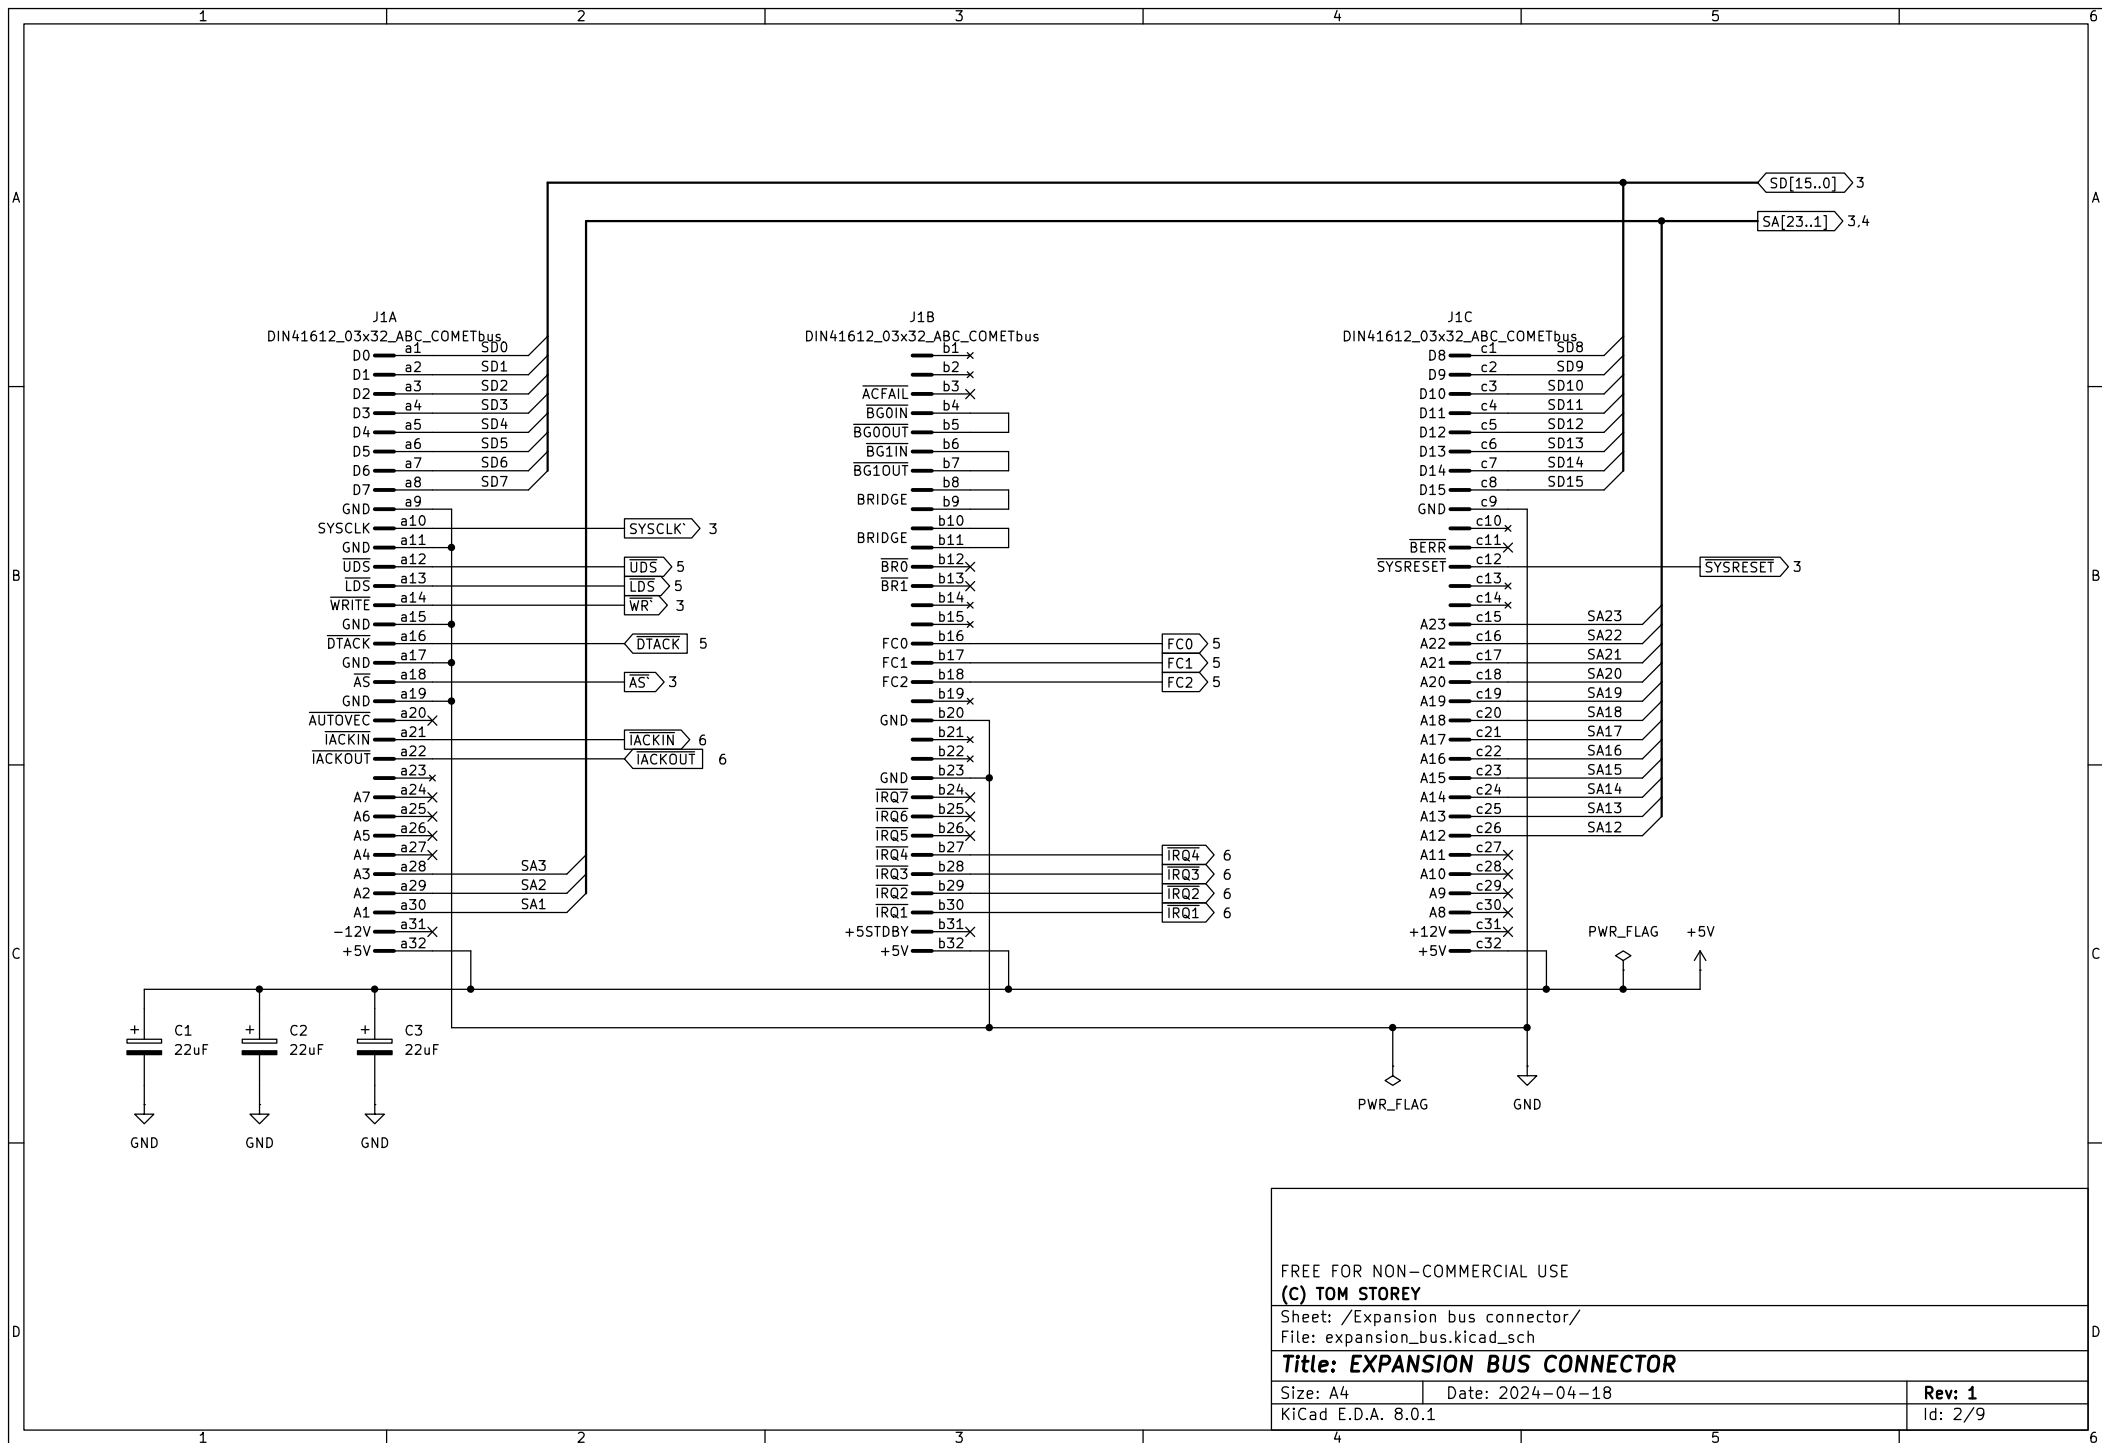 1 2 3 4 5 6
A A
B B
C C
D D
SD[15..0] 3
SA[23..1] 3,4
J1A
DIN41612_03x32_ABC_COMETbus
D0 a1 SD0
D1 a2 SD1
D2 a3 SD2
D3 a4 SD3
D4 a5 SD4
D5 a6 SD5
D6 a7 SD6
D7 a8 SD7
GND a9
SYSCLK a10 SYSCLK` 3
GND a11
UDS a12 UDS 5
LDS a13 LDS 5
WRITE a14 WR` 3
GND a15
DTACK a16 DTACK 5
GND a17
AS a18 AS` 3
GND a19
AUTOVEC a20
IACKIN a21 IACKIN 6
IACKOUT a22 IACKOUT 6
a23
A7 a24
A6 a25
A5 a26
A4 a27
A3 a28 SA3
A2 a29 SA2
A1 a30 SA1
-12V a31
+5V a32
J1B
DIN41612_03x32_ABC_COMETbus
b1
b2
ACFAIL b3
BG0IN b4
BG0OUT b5
BG1IN b6
BG1OUT b7
b8
BRIDGE b9
b10
BRIDGE b11
BR0 b12
BR1 b13
b14
b15
FC0 b16 FC0 5
FC1 b17 FC1 5
FC2 b18 FC2 5
b19
GND b20
b21
b22
GND b23
IRQ7 b24
IRQ6 b25
IRQ5 b26
IRQ4 b27 IRQ4 6
IRQ3 b28 IRQ3 6
IRQ2 b29 IRQ2 6
IRQ1 b30 IRQ1 6
+5STDBY b31
+5V b32
J1C
DIN41612_03x32_ABC_COMETbus
D8 c1 SD8
D9 c2 SD9
D10 c3 SD10
D11 c4 SD11
D12 c5 SD12
D13 c6 SD13
D14 c7 SD14
D15 c8 SD15
GND c9
c10
BERR c11
SYSRESET c12 SYSRESET 3
c13
c14
A23 c15 SA23
A22 c16 SA22
A21 c17 SA21
A20 c18 SA20
A19 c19 SA19
A18 c20 SA18
A17 c21 SA17
A16 c22 SA16
A15 c23 SA15
A14 c24 SA14
A13 c25 SA13
A12 c26 SA12
A11 c27
A10 c28
A9 c29
A8 c30
+12V c31
+5V c32
PWR_FLAG +5V
+ C1 + C2 + C3
22uF 22uF 22uF
GND GND GND
PWR_FLAG GND
FREE FOR NON-COMMERCIAL USE
(C) TOM STOREY
Sheet: /Expansion bus connector/
File: expansion_bus.kicad_sch
Title: EXPANSION BUS CONNECTOR
Size: A4 Date: 2024-04-18 Rev: 1
KiCad E.D.A. 8.0.1 Id: 2/9
1 2 3 4 5 6